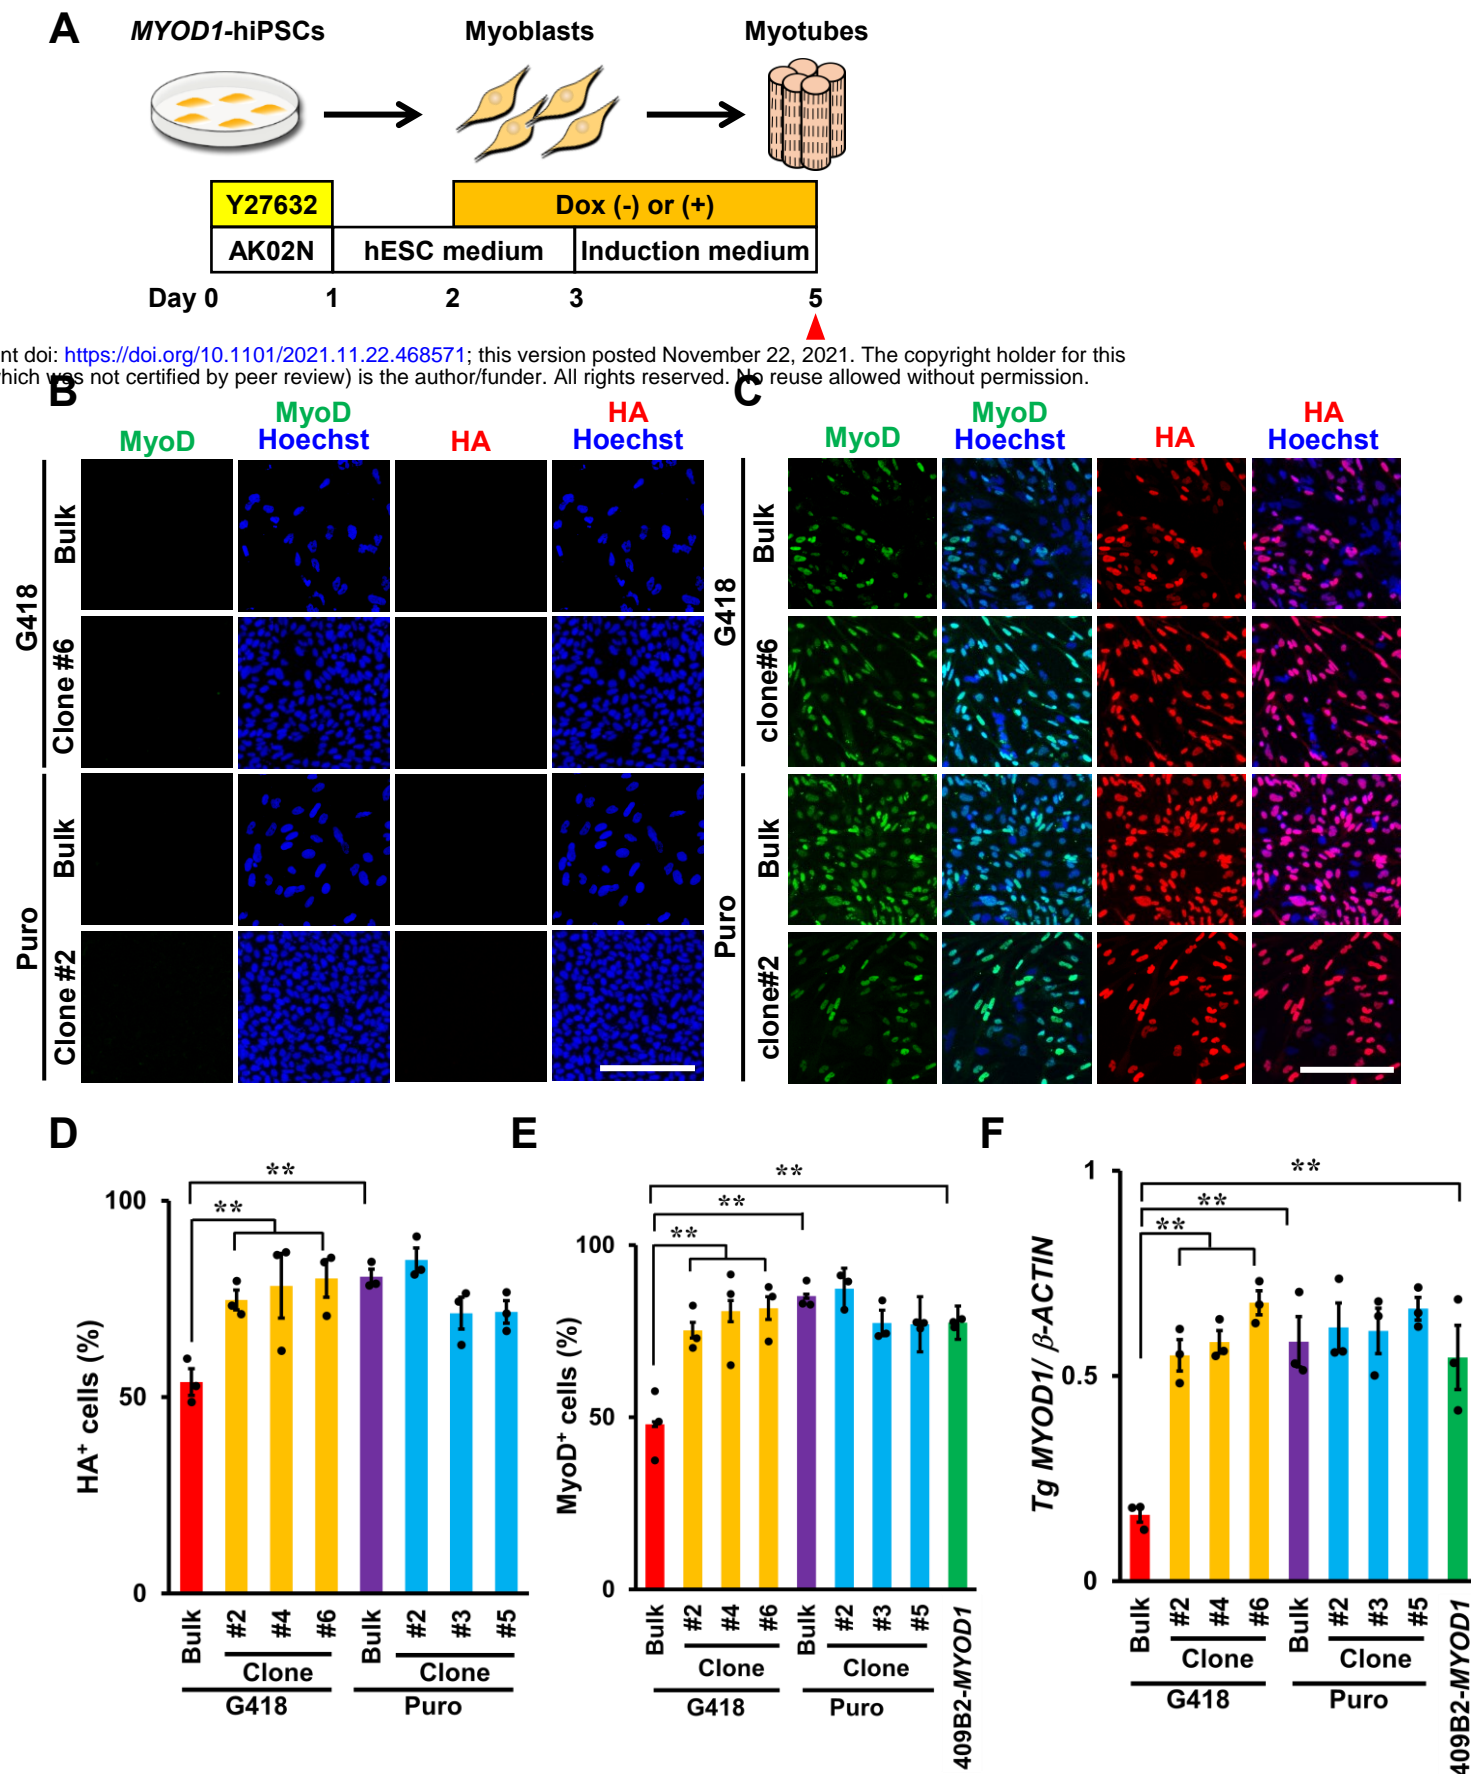 A
MYOD1-hiPSCs
Myoblasts
Myotubes
Y27632
Dox (-) or (+)
AK02N
hESC medium
Induction medium
Day 0 1 2 3 5
nt doi: https://doi.org/10.1101/2021.11.22.468571; this version posted November 22, 2021. The copyright holder for this
which was not certified by peer review) is the author/funder. All rights reserved. No reuse allowed without permission.
B
MyoD
MyoD
Hoechst
HA
HA
Hoechst
G418
Bulk
Clone #6
Puro
Bulk
Clone #2
C
MyoD
MyoD
Hoechst
HA
HA
Hoechst
G418
Bulk
clone#6
Puro
Bulk
clone#2
D
HA+ cells (%)
100
50
0
**
**
Bulk #2 #4 #6 Bulk #2 #3 #5
Clone Clone
G418 Puro
E
MyoD+ cells (%)
100
50
0
**
**
**
Bulk #2 #4 #6 Bulk #2 #3 #5 409B2-MYOD1
Clone Clone
G418 Puro
F
Tg MYOD1/ β-ACTIN
1
0.5
0
**
**
**
Bulk #2 #4 #6 Bulk #2 #3 #5 409B2-MYOD1
Clone Clone
G418 Puro